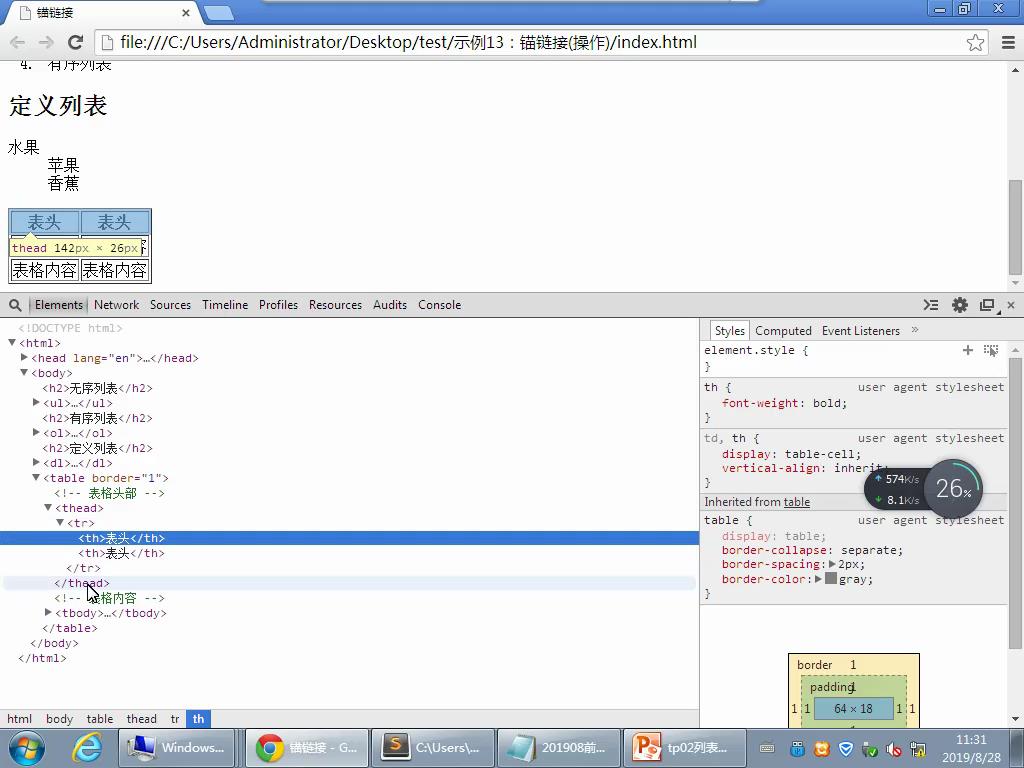 锚链接
file:///C:/Users/Administrator/Desktop/test/示例13：锚链接(操作)/index.html
4. 有序列表
定义列表
水果
苹果
香蕉
表头 表头
thead 142px × 26px
表格内容 表格内容
Elements Network Sources Timeline Profiles Resources Audits Console
<!DOCTYPE html>
<html>
<head lang="en">…</head>
<body>
<h2>无序列表</h2>
<ul>…</ul>
<h2>有序列表</h2>
<ol>…</ol>
<h2>定义列表</h2>
<dl>…</dl>
<table border="1">
<!-- 表格头部 -->
<thead>
<tr>
<th>表头</th>
<th>表头</th>
</tr>
</thead>
<!-- 表格内容 -->
<tbody>…</tbody>
</table>
</body>
</html>
html body table thead tr th
Styles Computed Event Listeners »
element.style {
}
th { user agent stylesheet
font-weight: bold;
}
td, th { user agent stylesheet
display: table-cell;
vertical-align: inherit;
}
574K/s
8.1K/s
26%
Inherited from table
table { user agent stylesheet
display: table;
border-collapse: separate;
border-spacing: 2px;
border-color: gray;
}
border 1
padding 1
1 1 64 × 18 1 1
Windows... 锚链接 - G... C:\Users\... 201908前... tp02列表...
11:31
2019/8/28